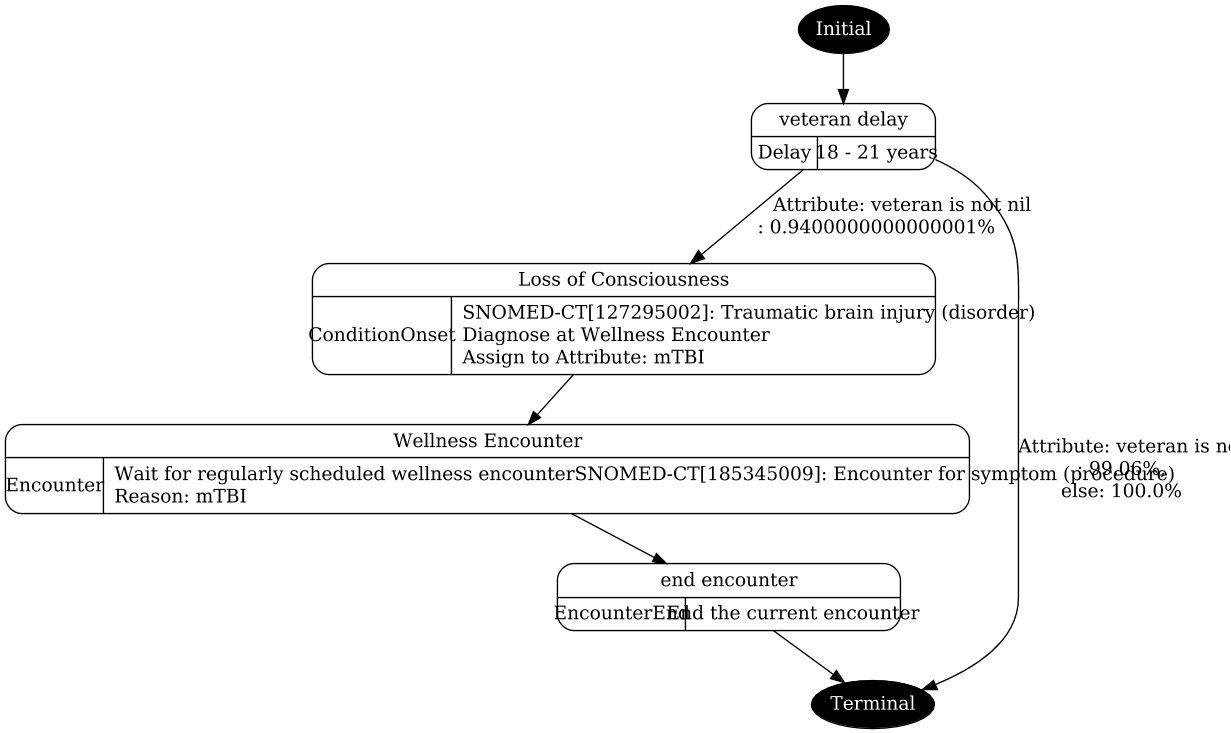 Initial
veteran delay
Delay 18 - 21 years
Attribute: veteran is not nil
: 0.9400000000000001%
Loss of Consciousness
ConditionOnset
SNOMED-CT[127295002]: Traumatic brain injury (disorder)
Diagnose at Wellness Encounter
Assign to Attribute: mTBI
Wellness Encounter
Encounter
Wait for regularly scheduled wellness encounterSNOMED-CT[185345009]: Encounter for symptom (procedure)
Reason: mTBI
Attribute: veteran is no
99.06%,
else: 100.0%
end encounter
EncounterEnd End the current encounter
Terminal